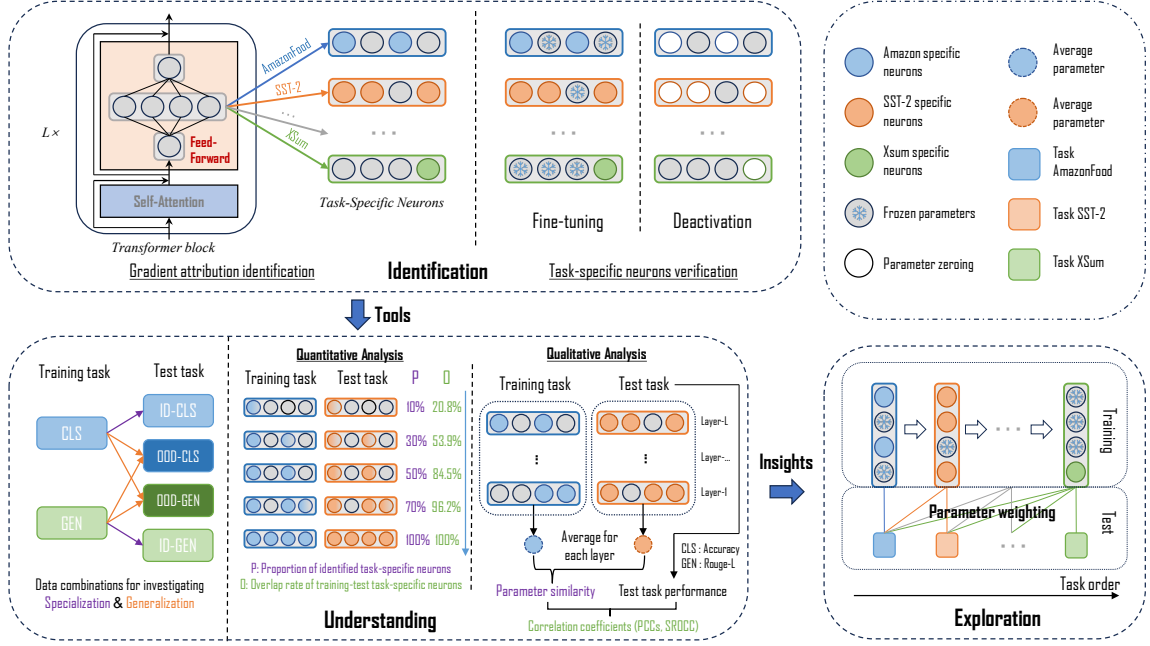 L×
Feed-
Forward
Self-Attention
Transformer block
AmazonFood
SST-2
...
XSum
...
Task-Specific Neurons
...
...
Fine-tuning
Deactivation
Gradient attribution identification
Identification
Task-specific neurons verification
Amazon specific
neurons
Average
parameter
SST-2 specific
neurons
Average
parameter
Xsum specific
neurons
Task
AmazonFood
Frozen parameters
Task SST-2
Parameter zeroing
Task XSum
Tools
Training task
Test task
CLS
GEN
ID-CLS
OOD-CLS
OOD-GEN
ID-GEN
Data combinations for investigating
Specialization & Generalization
Quantitative Analysis
Training task
Test task
P
O
10% 20.8%
30% 53.9%
50% 84.5%
70% 96.2%
100% 100%
P: Proportion of identified task-specific neurons
O: Overlap rate of training-test task-specific neurons
Understanding
Qualitative Analysis
Training task
Test task
Layer-L
Layer-...
Layer-1
Average for
each layer
CLS : Accuracy
GEN : Rouge-L
Parameter similarity
Test task performance
Correlation coefficients (PCCs, SROCC)
Insights
...
Training
Parameter weighting
Test
...
Task order
Exploration